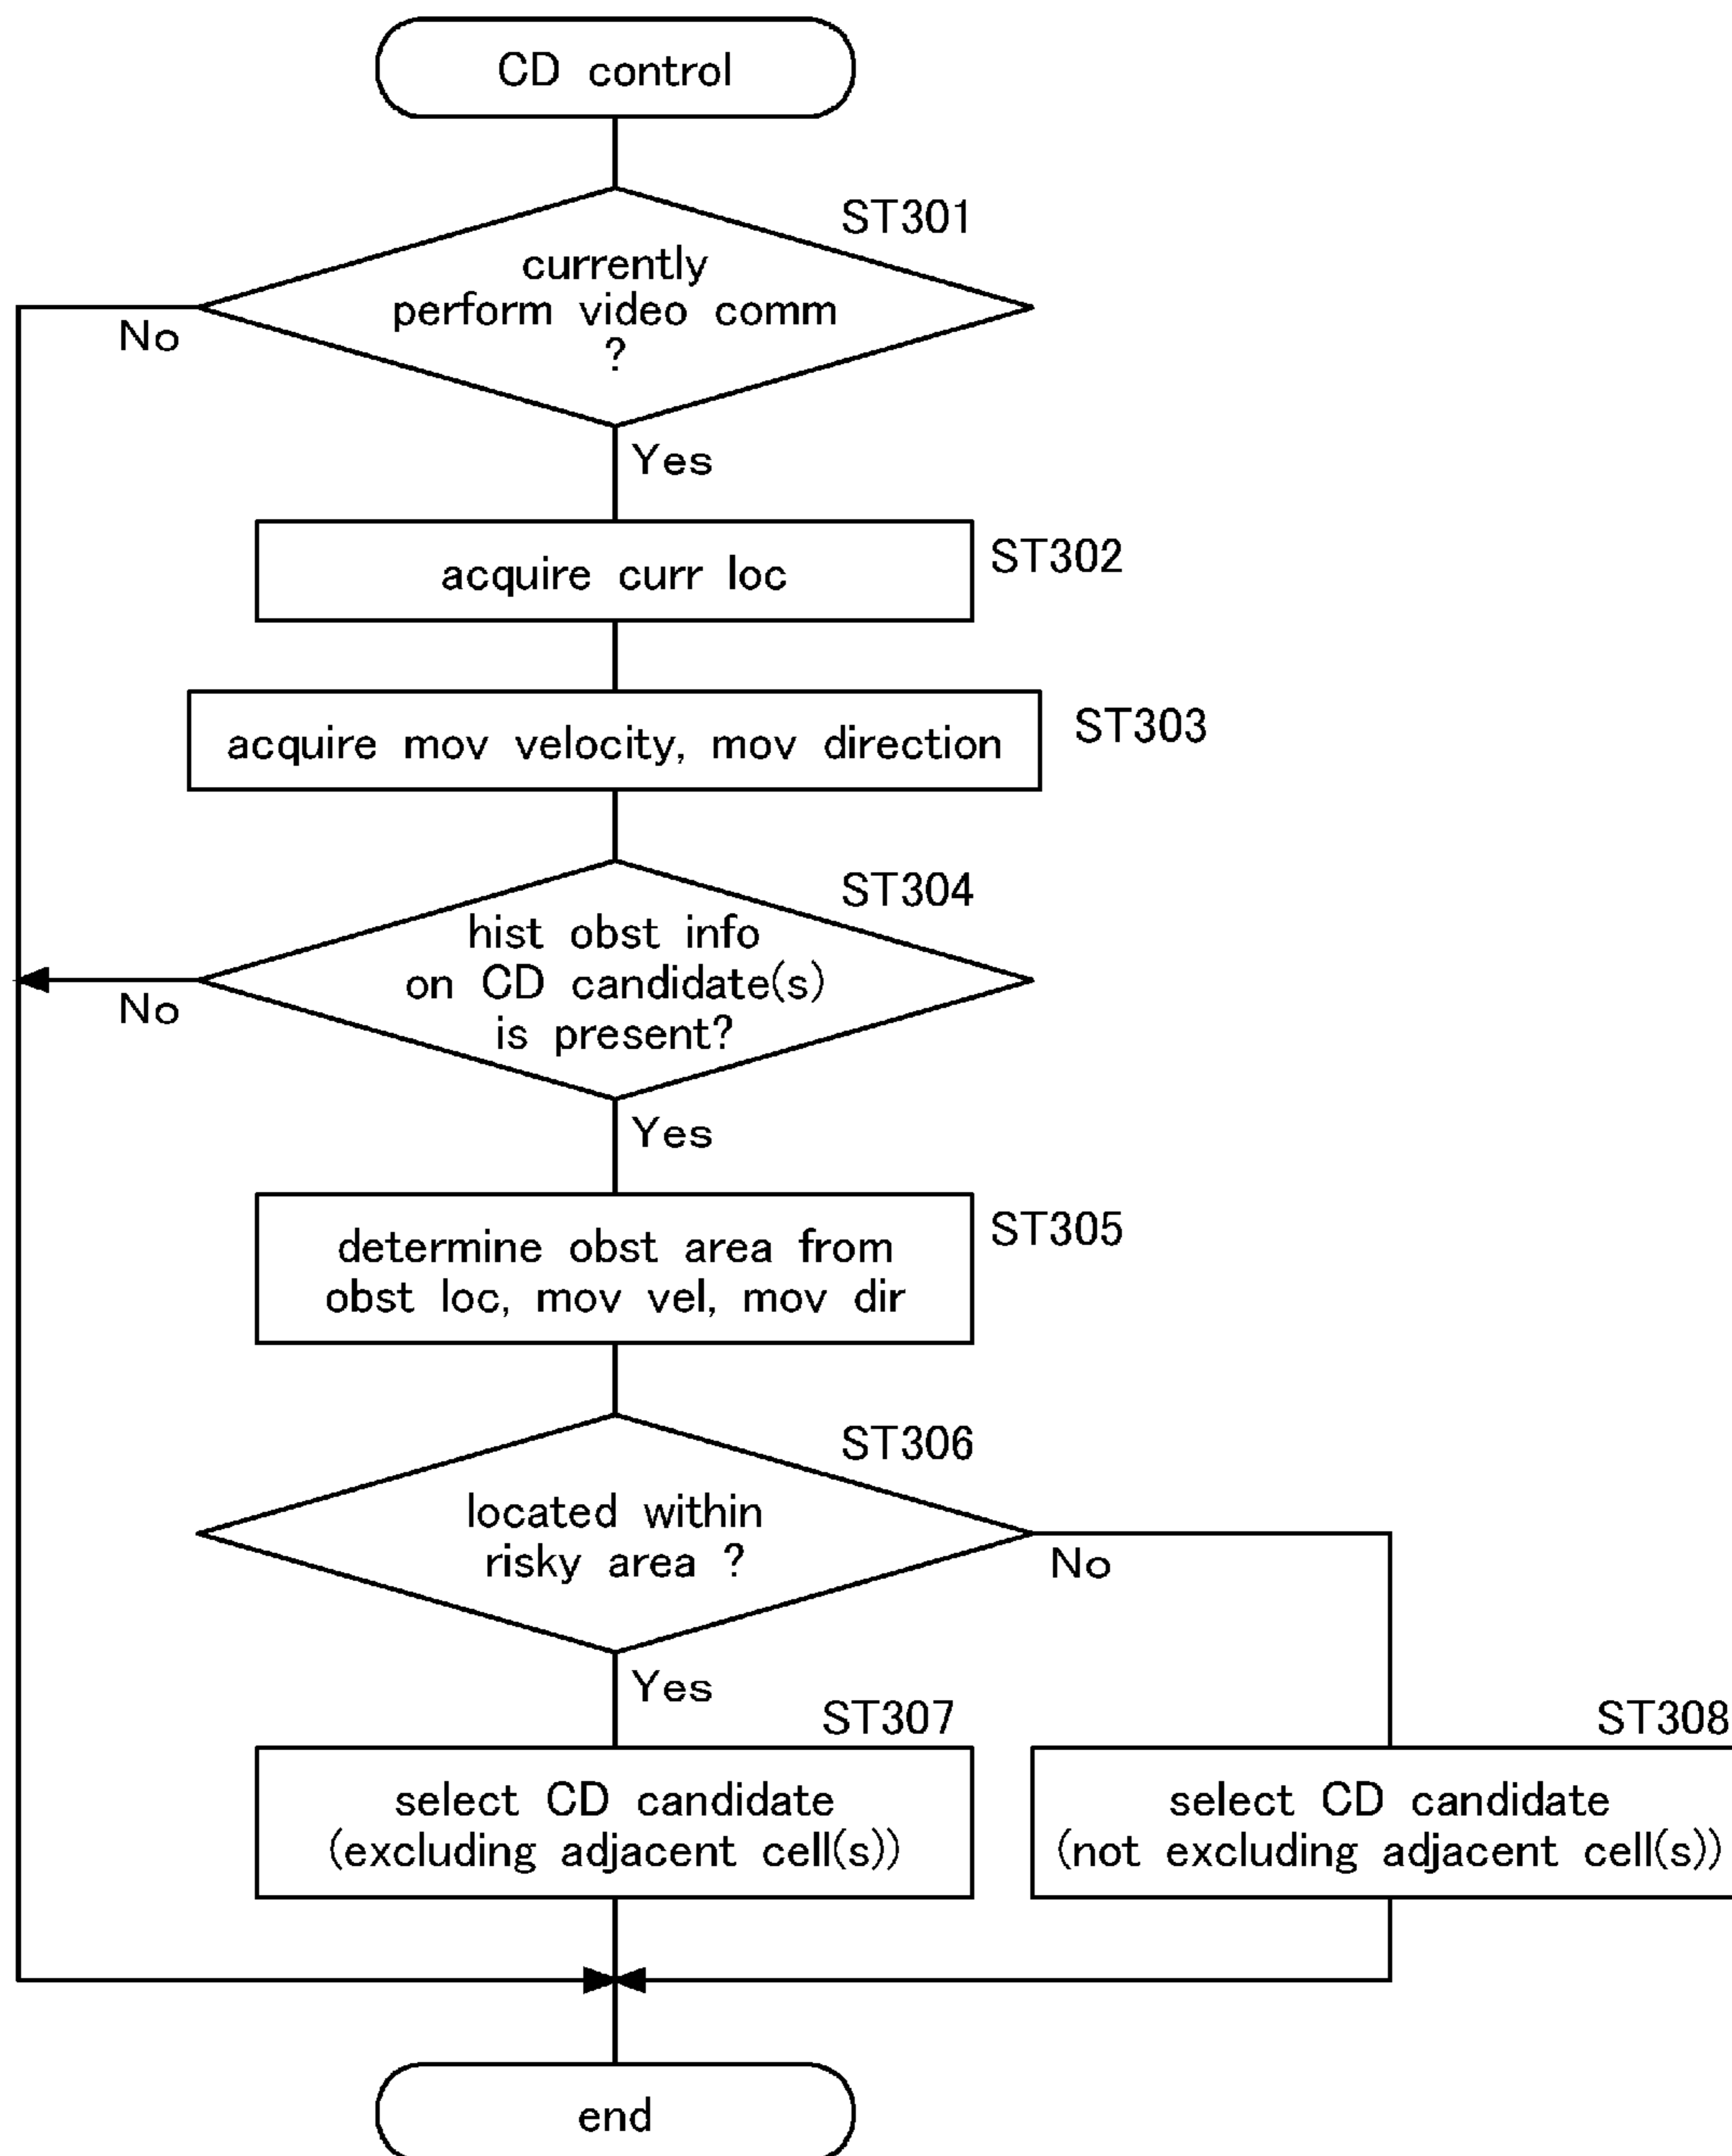 CD control
ST301
currently
perform video comm
?
No
Yes
acquire curr loc
ST302
acquire mov velocity, mov direction
ST303
ST304
hist obst info
on CD candidate(s)
is present?
No
Yes
determine obst area from
obst loc, mov vel, mov dir
ST305
ST306
located within
risky area ?
No
Yes
ST307
select CD candidate
(excluding adjacent cell(s))
ST308
select CD candidate
(not excluding adjacent cell(s))
end